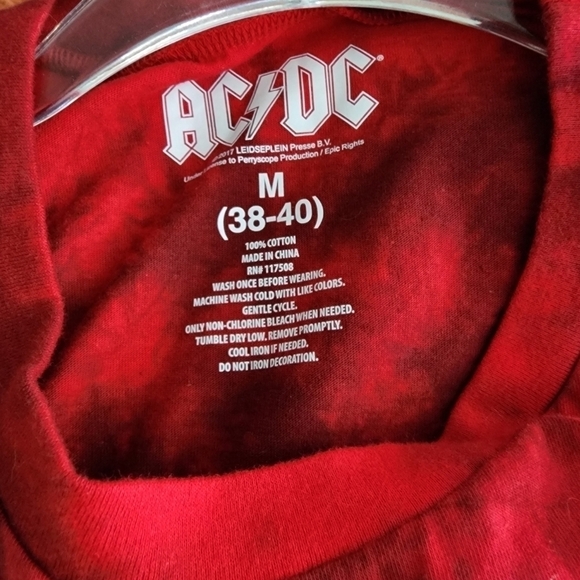 AC⚡DC®
2017 LEIDSEPLEIN Presse B.V.
Under License to Perryscope Production / Epic Rights
M
(38-40)
100% COTTON
MADE IN CHINA
RN# 117508
WASH ONCE BEFORE WEARING.
MACHINE WASH COLD WITH LIKE COLORS.
GENTLE CYCLE.
ONLY NON-CHLORINE BLEACH WHEN NEEDED.
TUMBLE DRY LOW. REMOVE PROMPTLY.
COOL IRON IF NEEDED.
DO NOT IRON DECORATION.